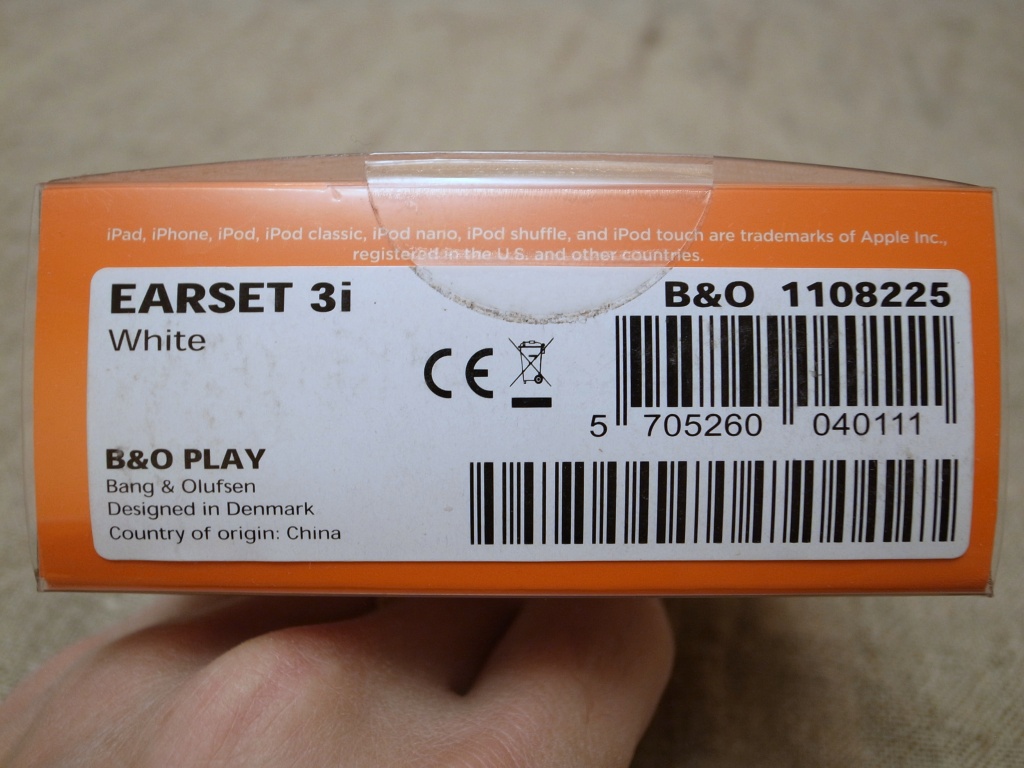 iPad, iPhone, iPod, iPod classic, iPod nano, iPod shuffle, and iPod touch are trademarks of Apple Inc.,
registered in the U.S. and other countries.
EARSET 3i
White
B&O 1108225
CE
5 705260 040111
B&O PLAY
Bang & Olufsen
Designed in Denmark
Country of origin: China